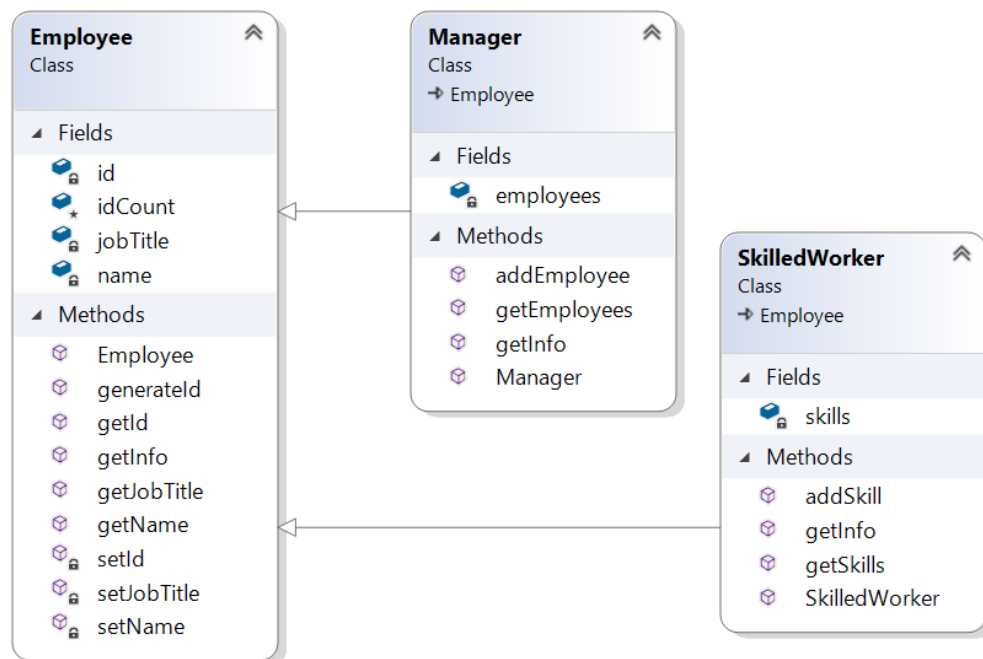 Employee
Class
Fields
id
idCount
jobTitle
name
Methods
Employee
generateId
getId
getInfo
getJobTitle
getName
setId
setJobTitle
setName
Manager
Class
Employee
Fields
employees
Methods
addEmployee
getEmployees
getInfo
Manager
SkilledWorker
Class
Employee
Fields
skills
Methods
addSkill
getInfo
getSkills
SkilledWorker